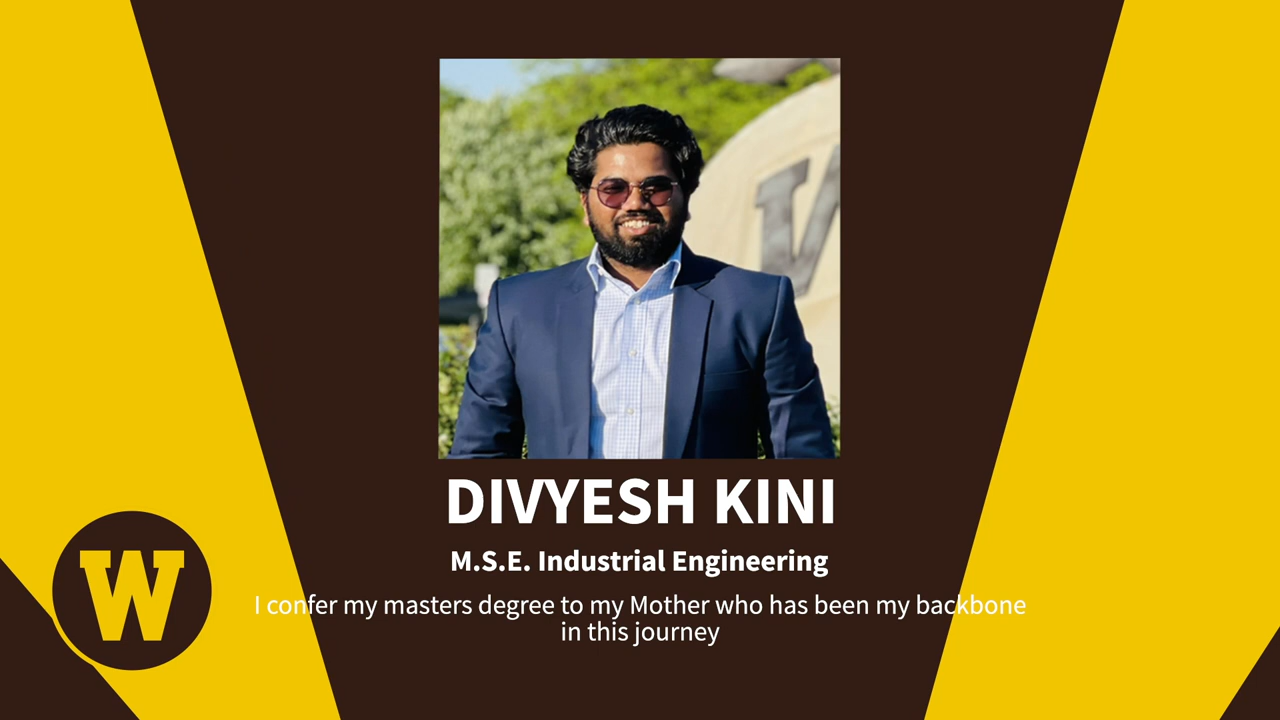 W
DIVYESH KINI
M.S.E. Industrial Engineering
W
I confer my masters degree to my Mother who has been my backbone
in this journey